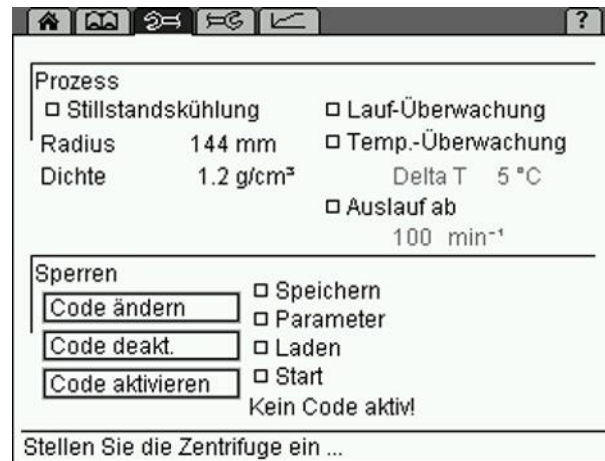 ?
Prozess
Stillstandskühlung
Lauf-Überwachung
Radius 144 mm
Temp.-Überwachung
Dichte 1.2 g/cm³
Delta T 5 °C
Auslauf ab
100 min⁻¹
Sperren
Code ändern
Code deakt.
Code aktivieren
Speichern
Parameter
Laden
Start
Kein Code aktiv!
Stellen Sie die Zentrifuge ein ...